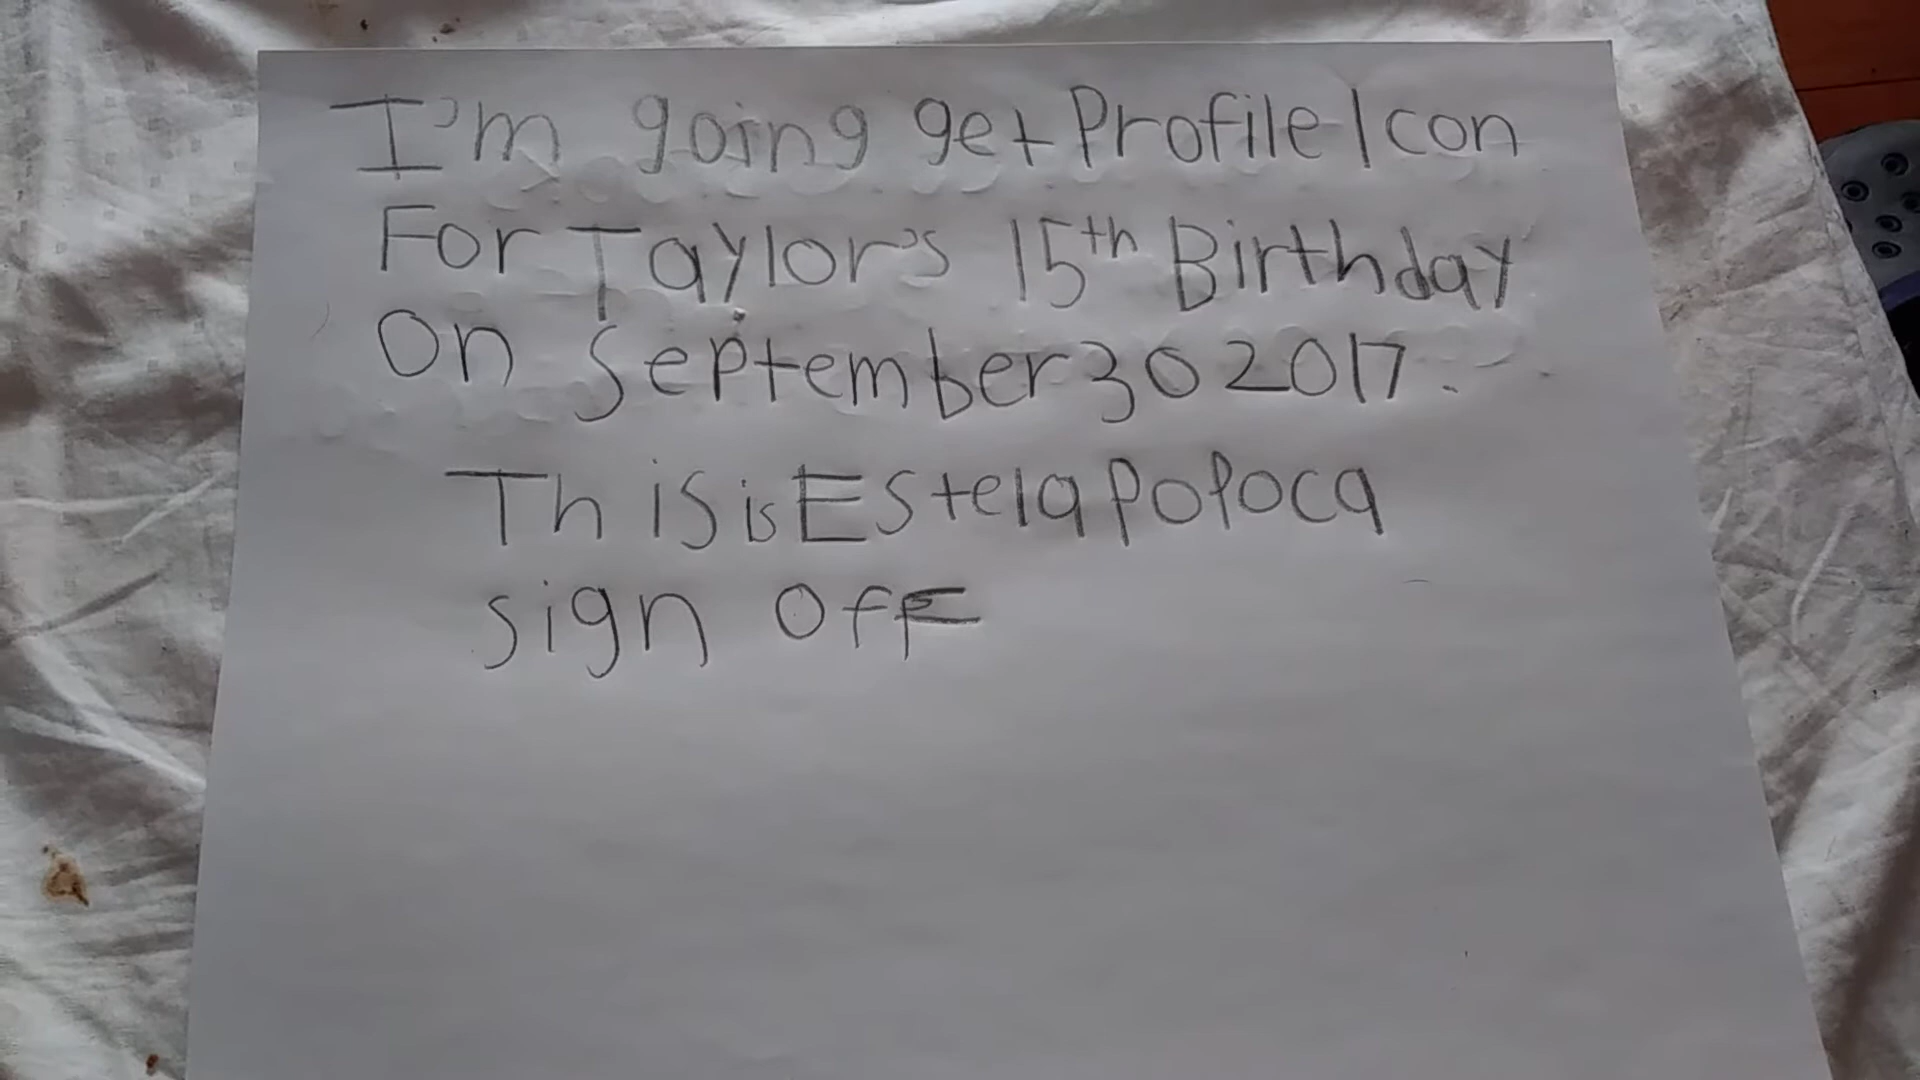 I'm going get Profile Icon
For Taylor's 15th Birthday
On September 30 2017.
This is Estela Popoca
sign off